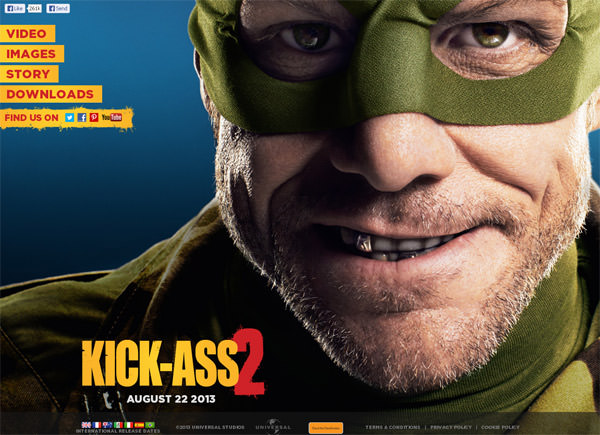 Like 261k Send
VIDEO
IMAGES
STORY
DOWNLOADS
FIND US ON YouTube
KICK-ASS 2
AUGUST 22 2013
INTERNATIONAL RELEASE DATES
©2013 UNIVERSAL STUDIOS
UNIVERSAL
TERMS & CONDITIONS | PRIVACY POLICY | COOKIE POLICY